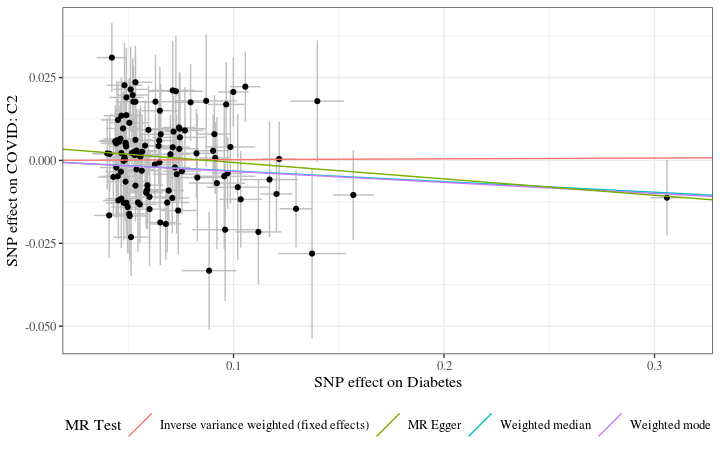 0.025
0.000
-0.025
-0.050
SNP effect on COVID: C2
0.1
0.2
0.3
SNP effect on Diabetes
MR Test
Inverse variance weighted (fixed effects)
MR Egger
Weighted median
Weighted mode